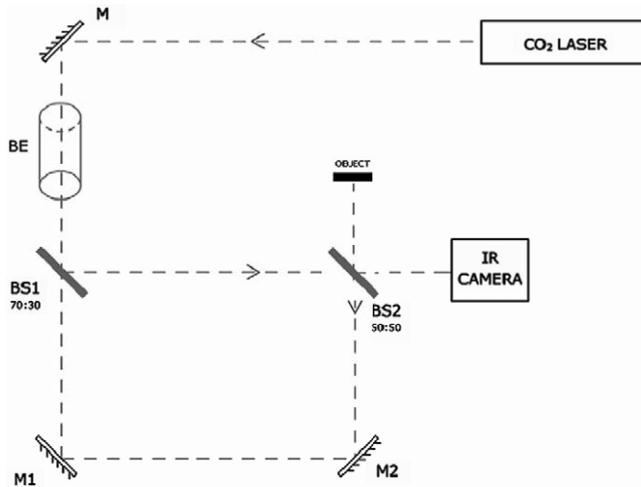 M
CO₂ LASER
BE
OBJECT
BS1
70:30
IR
CAMERA
BS2
50:50
M1
M2